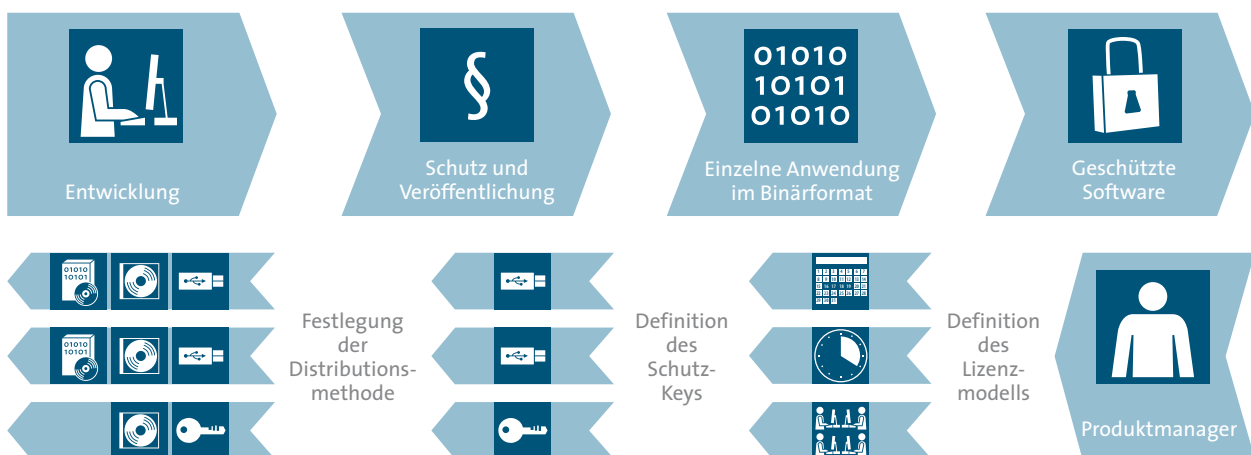 §
01010
10101
01010
Entwicklung
Schutz und
Veröffentlichung
Einzelne Anwendung
im Binärformat
Geschützte
Software
01010
10101
01010
10101
Festlegung
der
Distributions-
methode
Definition
des
Schutz-
Keys
Definition
des
Lizenz-
modells
Produktmanager